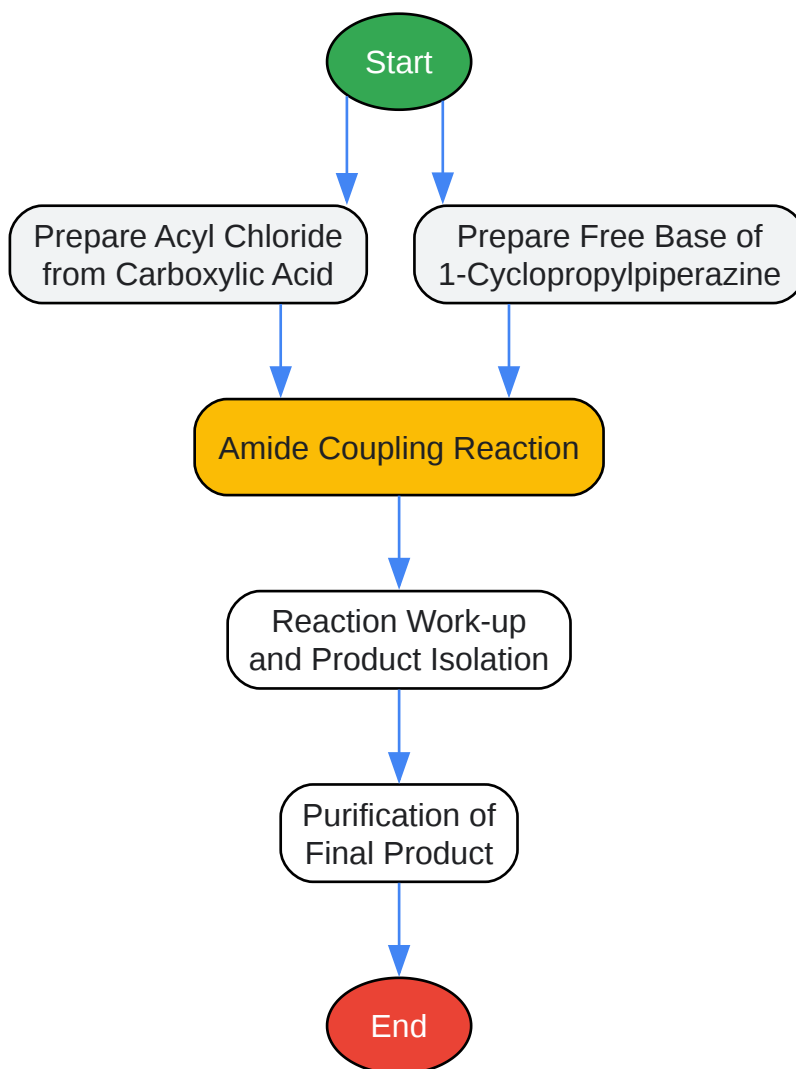 Start
Prepare Acyl Chloride
from Carboxylic Acid
Prepare Free Base of
1-Cyclopropylpiperazine
Amide Coupling Reaction
Reaction Work-up
and Product Isolation
Purification of
Final Product
End